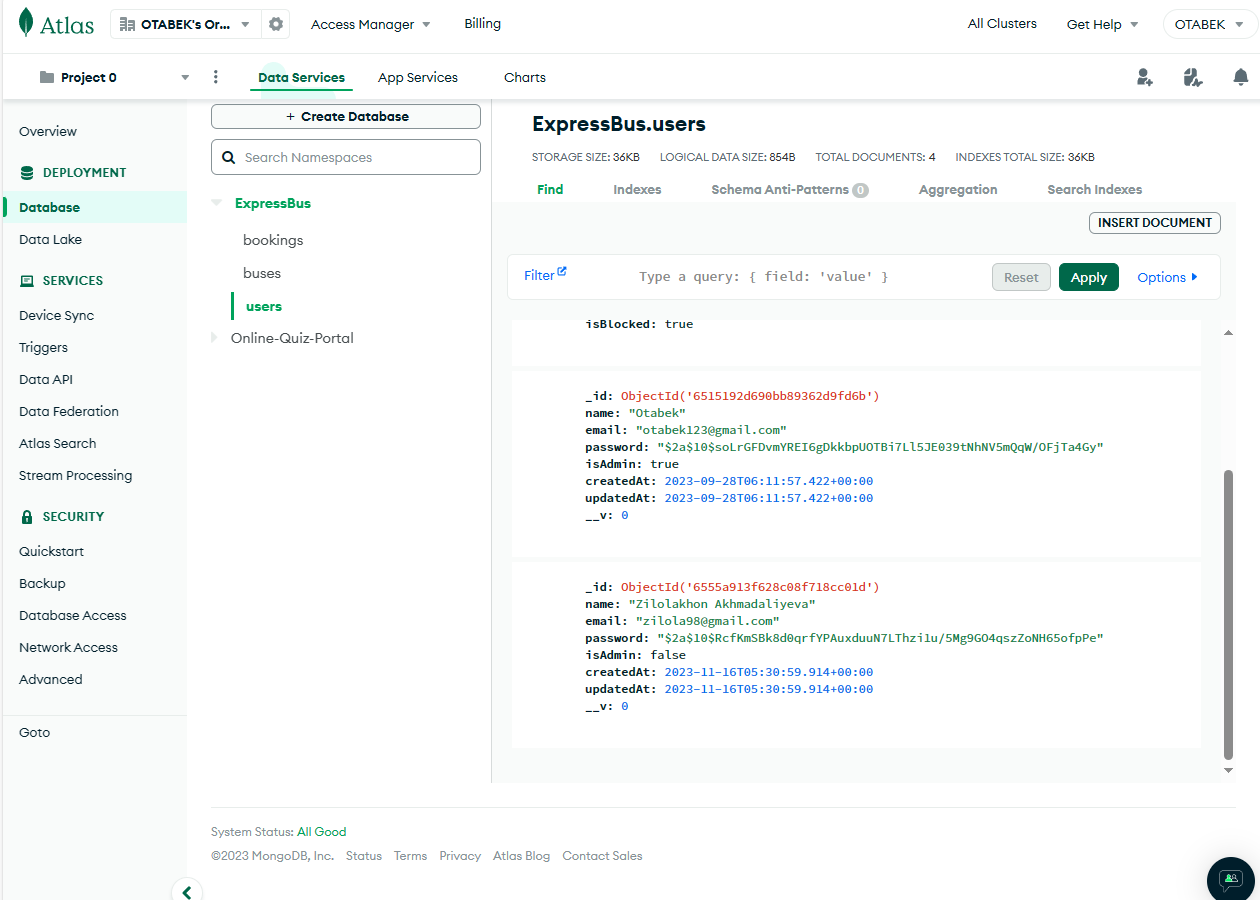 Atlas
OTABEK's Or...
Access Manager
Billing
All Clusters
Get Help
OTABEK
Project 0
Data Services
App Services
Charts
Overview
DEPLOYMENT
Database
Data Lake
SERVICES
Device Sync
Triggers
Data API
Data Federation
Atlas Search
Stream Processing
SECURITY
Quickstart
Backup
Database Access
Network Access
Advanced
Goto
+ Create Database
Search Namespaces
ExpressBus
bookings
buses
users
Online-Quiz-Portal
ExpressBus.users
STORAGE SIZE: 36KB LOGICAL DATA SIZE: 854B TOTAL DOCUMENTS: 4 INDEXES TOTAL SIZE: 36KB
Find Indexes Schema Anti-Patterns 0 Aggregation Search Indexes
INSERT DOCUMENT
Filter Type a query: { field: 'value' } Reset Apply Options
isBlocked: true
_id: ObjectId('6515192d690bb89362d9fd6b')
name: "Otabek"
email: "otabek123@gmail.com"
password: "$2a$10$soLrGFDvmYREI6gDkkbpUOTBi7Ll5JE039tNhNV5mQqW/OFjTa4Gy"
isAdmin: true
createdAt: 2023-09-28T06:11:57.422+00:00
updatedAt: 2023-09-28T06:11:57.422+00:00
__v: 0
_id: ObjectId('6555a913f628c08f718cc01d')
name: "Zilolakhon Akhmadaliyeva"
email: "zilola98@gmail.com"
password: "$2a$10$RcfKmSBk8d0qrfYPAuxduuN7LThzi1u/5Mg9GO4qszZoNH65ofpPe"
isAdmin: false
createdAt: 2023-11-16T05:30:59.914+00:00
updatedAt: 2023-11-16T05:30:59.914+00:00
__v: 0
System Status: All Good
©2023 MongoDB, Inc. Status Terms Privacy Atlas Blog Contact Sales